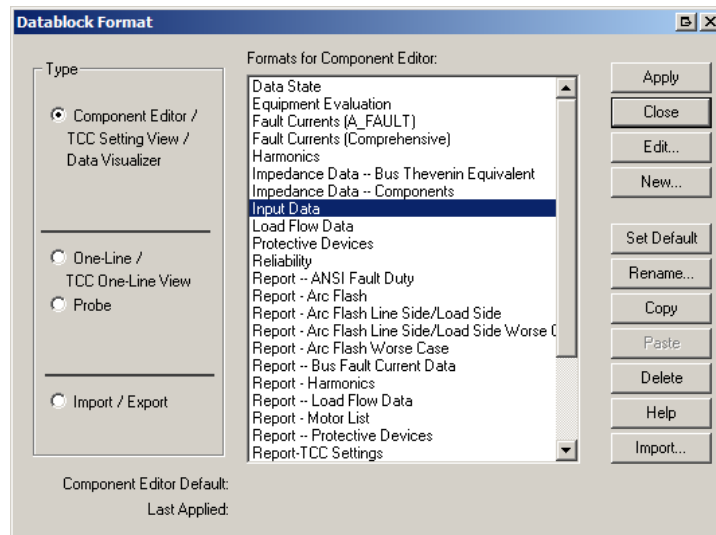 Datablock Format
Type
Component Editor /
TCC Setting View /
Data Visualizer
One-Line /
TCC One-Line View
Probe
Import / Export
Formats for Component Editor:
Data State
Equipment Evaluation
Fault Currents (A_FAULT)
Fault Currents (Comprehensive)
Harmonics
Impedance Data -- Bus Thevenin Equivalent
Impedance Data -- Components
Input Data
Load Flow Data
Protective Devices
Reliability
Report -- ANSI Fault Duty
Report - Arc Flash
Report - Arc Flash Line Side/Load Side
Report - Arc Flash Line Side/Load Side Worse
Report - Arc Flash Worse Case
Report -- Bus Fault Current Data
Report - Harmonics
Report -- Load Flow Data
Report - Motor List
Report -- Protective Devices
Report-TCC Settings
Apply
Close
Edit...
New...
Set Default
Rename...
Copy
Paste
Delete
Help
Import...
Component Editor Default:
Last Applied: